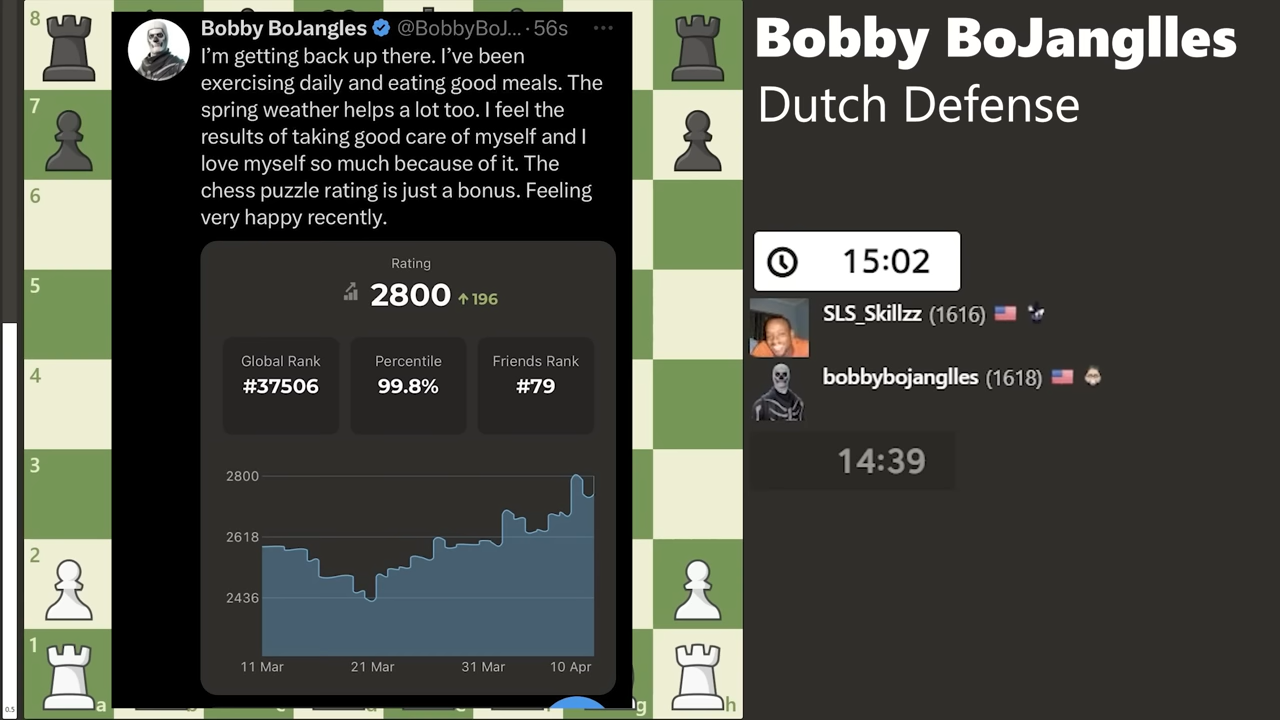 8
7
6
5
4
3
2
1
a
g
h
0.5
Bobby BoJangles @BobbyBoJ... · 56s
I’m getting back up there. I’ve been
exercising daily and eating good meals. The
spring weather helps a lot too. I feel the
results of taking good care of myself and I
love myself so much because of it. The
chess puzzle rating is just a bonus. Feeling
very happy recently.
Rating
2800 ↑196
Global Rank
#37506
Percentile
99.8%
Friends Rank
#79
2800
2618
2436
11 Mar 21 Mar 31 Mar 10 Apr
Bobby BoJanglles
Dutch Defense
15:02
SLS_Skillzz (1616)
bobbybojanglles (1618)
14:39